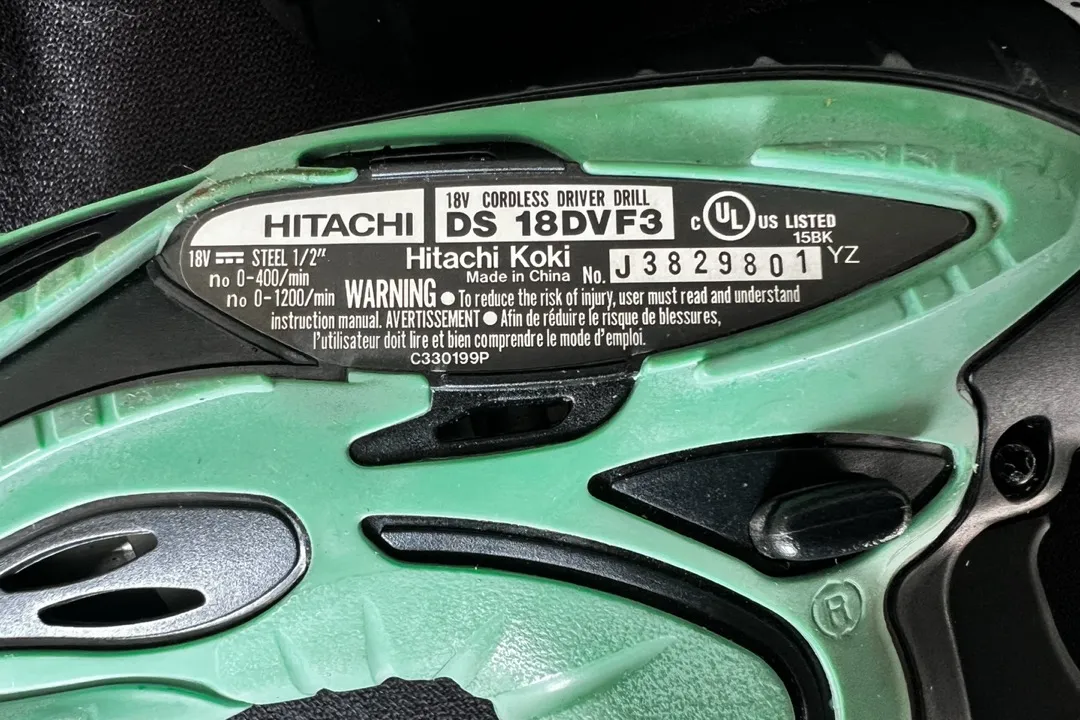 HITACHI
18V CORDLESS DRIVER DRILL
DS 18DVF3
C UL US LISTED
15BK
18V ⎓ STEEL 1/2"
Hitachi Koki
Made in China No. J3829801 YZ
no 0-400/min
no 0-1200/min WARNING ● To reduce the risk of injury, user must read and understand
instruction manual. AVERTISSEMENT ● Afin de réduire le risque de blessures,
l'utilisateur doit lire et bien comprendre le mode d'emploi.
C330199P
R